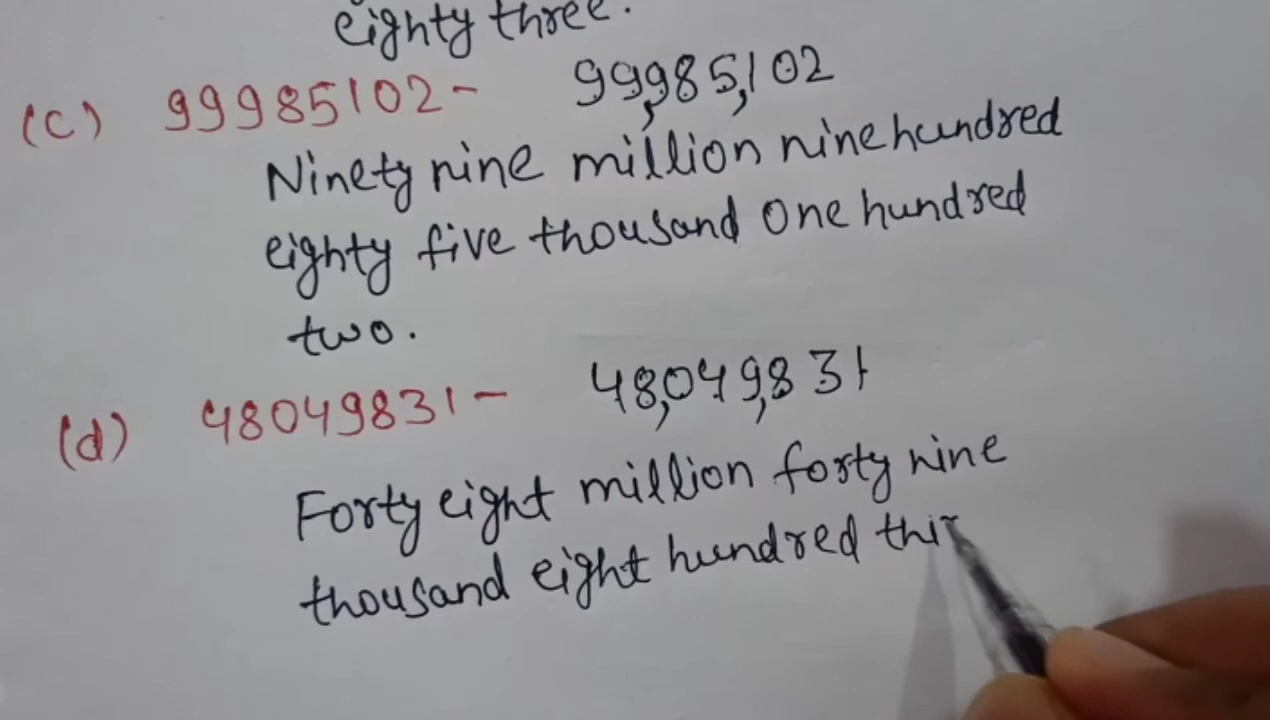 eighty three.
(c) 99985102- 99,985,102
Ninety nine million nine hundred
eighty five thousand One hundred
two.
(d) 48049831- 48,049,831
Forty eight million forty nine
thousand eight hundred thir